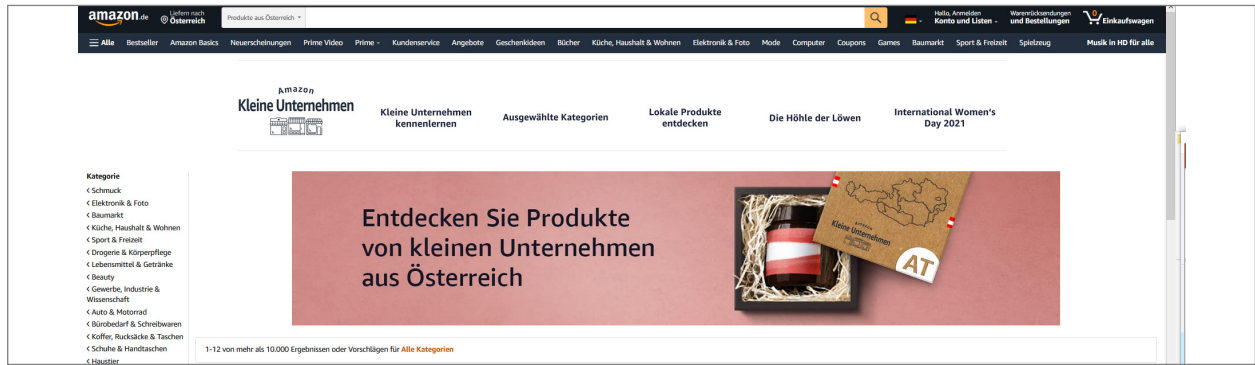 amazon.de
Liefern nach
Österreich
Produkte aus Österreich
Hallo, Anmelden
Konto und Listen
Warenrücksendungen
und Bestellungen
0
Einkaufswagen
Alle Bestseller Amazon Basics Neuerscheinungen Prime Video Prime Kundenservice Angebote Geschenkideen Bücher Küche, Haushalt & Wohnen Elektronik & Foto Mode Computer Coupons Games Baumarkt Sport & Freizeit Spielzeug Musik in HD für alle
Amazon
Kleine Unternehmen
Kleine Unternehmen
kennenlernen
Ausgewählte Kategorien
Lokale Produkte
entdecken
Die Höhle der Löwen
International Women's
Day 2021
Kategorie
‹ Schmuck
‹ Elektronik & Foto
‹ Baumarkt
‹ Küche, Haushalt & Wohnen
‹ Sport & Freizeit
‹ Drogerie & Körperpflege
‹ Lebensmittel & Getränke
‹ Beauty
‹ Gewerbe, Industrie &
Wissenschaft
‹ Auto & Motorrad
‹ Bürobedarf & Schreibwaren
‹ Koffer, Rucksäcke & Taschen
‹ Schuhe & Handtaschen
‹ Haustier
Entdecken Sie Produkte
von kleinen Unternehmen
aus Österreich
amazon
Kleine Unternehmen
AT
1-12 von mehr als 10.000 Ergebnissen oder Vorschlägen für Alle Kategorien